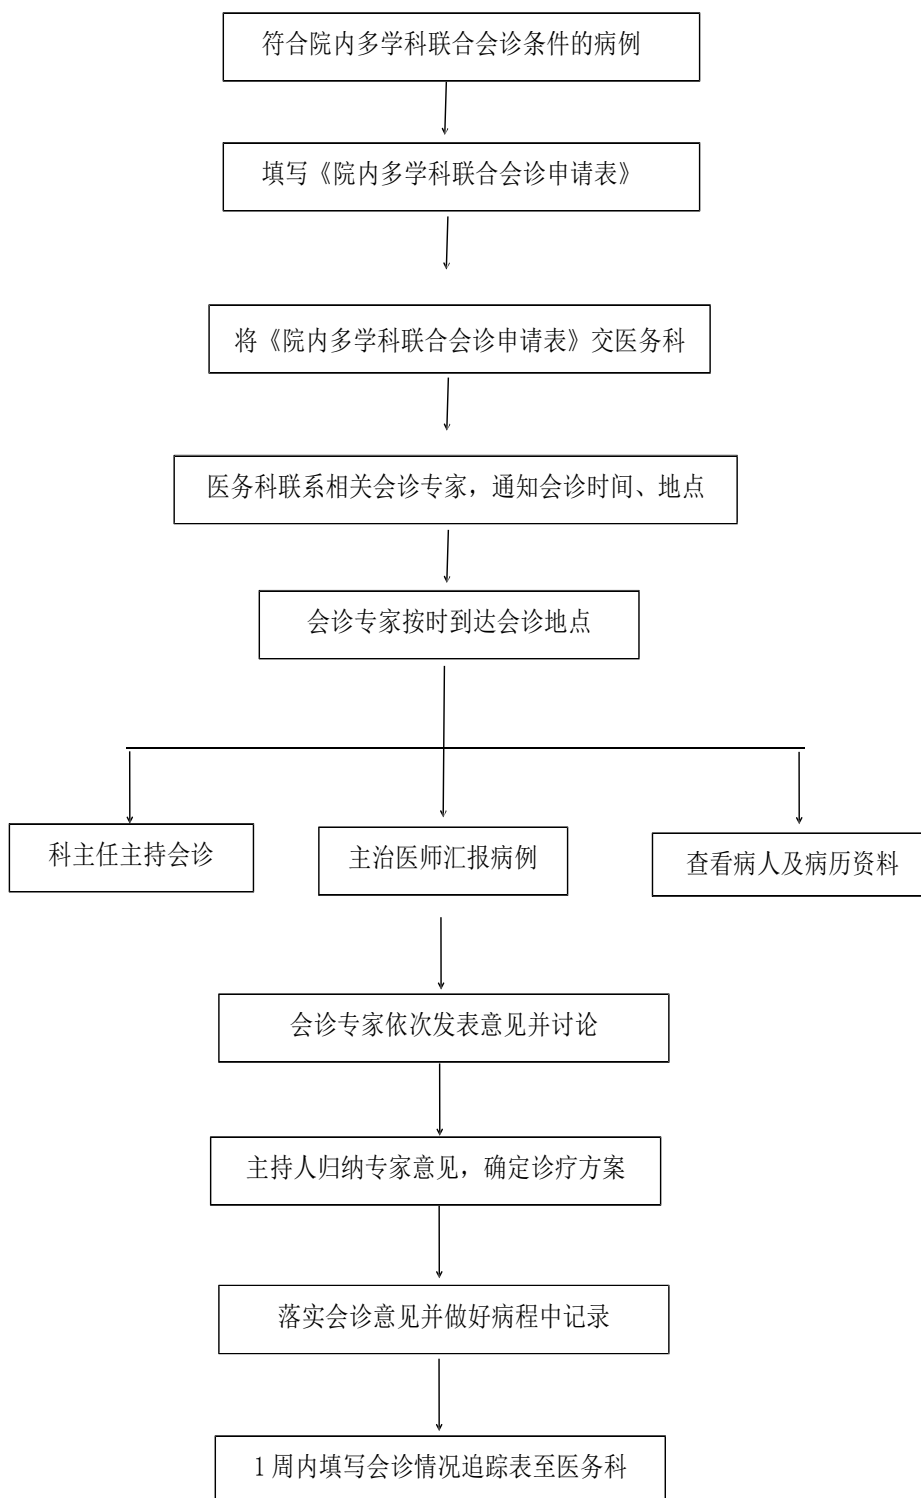 符合院内多学科联合会诊条件的病例
填写《院内多学科联合会诊申请表》
将《院内多学科联合会诊申请表》交医务科
医务科联系相关会诊专家，通知会诊时间、地点
会诊专家按时到达会诊地点
科主任主持会诊
主治医师汇报病例
查看病人及病历资料
会诊专家依次发表意见并讨论
主持人归纳专家意见，确定诊疗方案
落实会诊意见并做好病程中记录
1 周内填写会诊情况追踪表至医务科